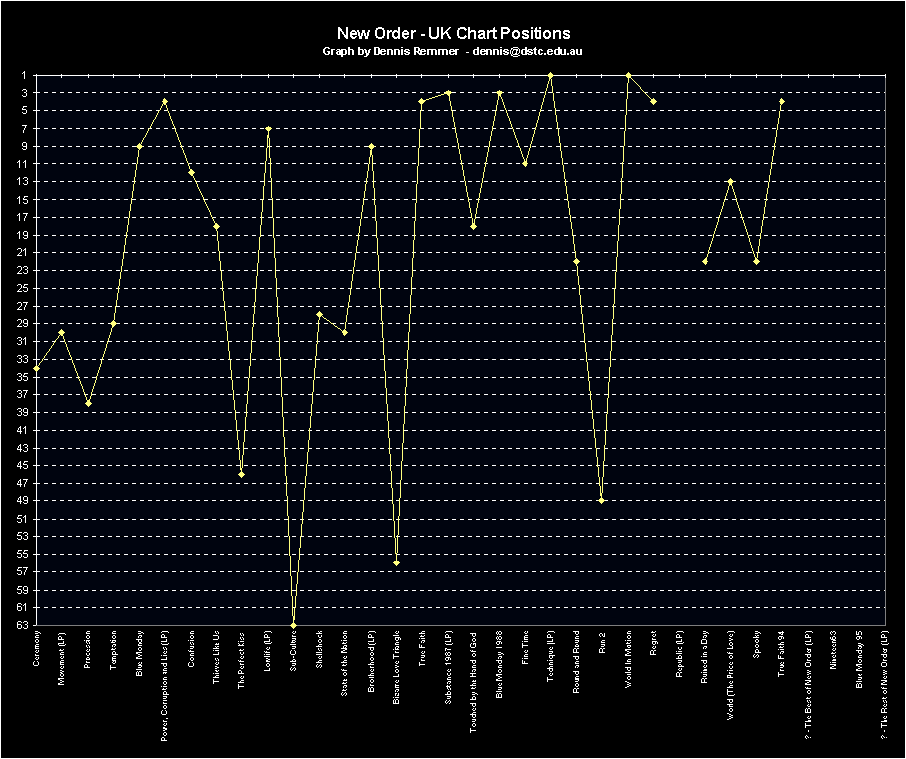 New Order - UK Chart Positions
Graph by Dennis Remmer - dennis@dstc.edu.au
1
3
5
7
9
11
13
15
17
19
21
23
25
27
29
31
33
35
37
39
41
43
45
47
49
51
53
55
57
59
61
63
Ceremony
Movement (LP)
Procession
Temptation
Blue Monday
Power, Corruption and Lies (LP)
Confusion
Thieves Like Us
The Perfect Kiss
Lowlife (LP)
Sub-Culture
Shellshock
State of the Nation
Brotherhood (LP)
Bizarre Love Triangle
True Faith
Substance 1987 (LP)
Touched by the Hand of God
Blue Monday 1988
Fine Time
Technique (LP)
Round and Round
Run 2
World In Motion
Regret
Republic (LP)
Ruined in a Day
World (The Price of Love)
Spooky
True Faith 94
? - The Best of New Order (LP)
Nineteen63
Blue Monday 95
? - The Rest of New Order (LP)